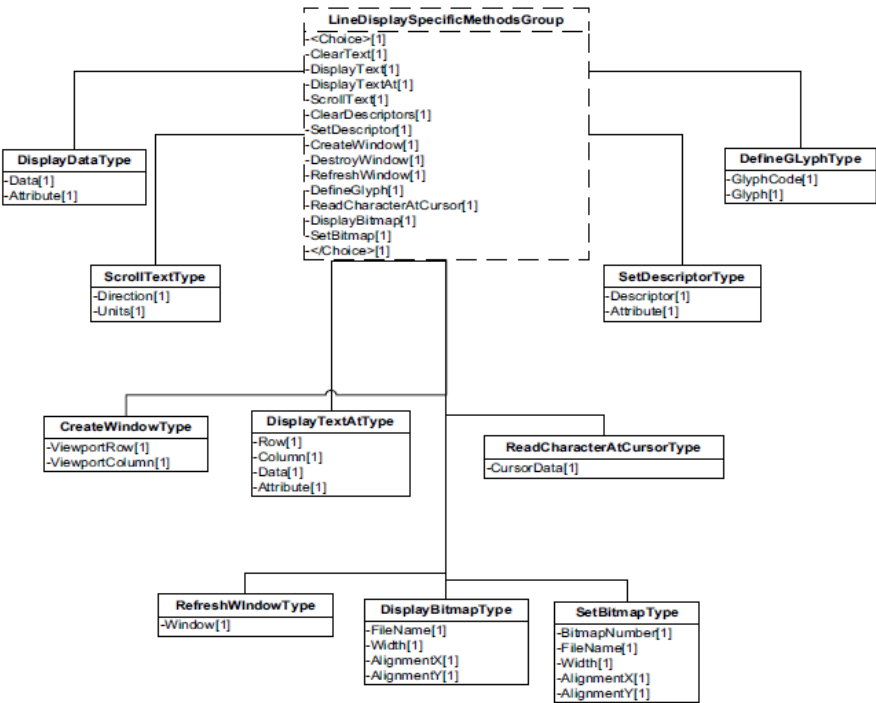 LineDisplaySpecificMethodsGroup
-<Choice>[1]
-ClearText[1]
-DisplayText[1]
-DisplayTextAt[1]
-ScrollText[1]
-ClearDescriptors[1]
-SetDescriptor[1]
-CreateWindow[1]
-DestroyWindow[1]
-RefreshWindow[1]
-DefineGlyph[1]
-ReadCharacterAtCursor[1]
-DisplayBitmap[1]
-SetBitmap[1]
-</Choice>[1]
DisplayDataType
-Data[1]
-Attribute[1]
DefineGLyphType
-GlyphCode[1]
-Glyph[1]
ScrollTextType
-Direction[1]
-Units[1]
SetDescriptorType
-Descriptor[1]
-Attribute[1]
CreateWindowType
-ViewportRow[1]
-ViewportColumn[1]
DisplayTextAtType
-Row[1]
-Column[1]
-Data[1]
-Attribute[1]
ReadCharacterAtCursorType
-CursorData[1]
RefreshWIndowType
-Window[1]
DisplayBitmapType
-FileName[1]
-Width[1]
-AlignmentX[1]
-AlignmentY[1]
SetBitmapType
-BitmapNumber[1]
-FileName[1]
-Width[1]
-AlignmentX[1]
-AlignmentY[1]